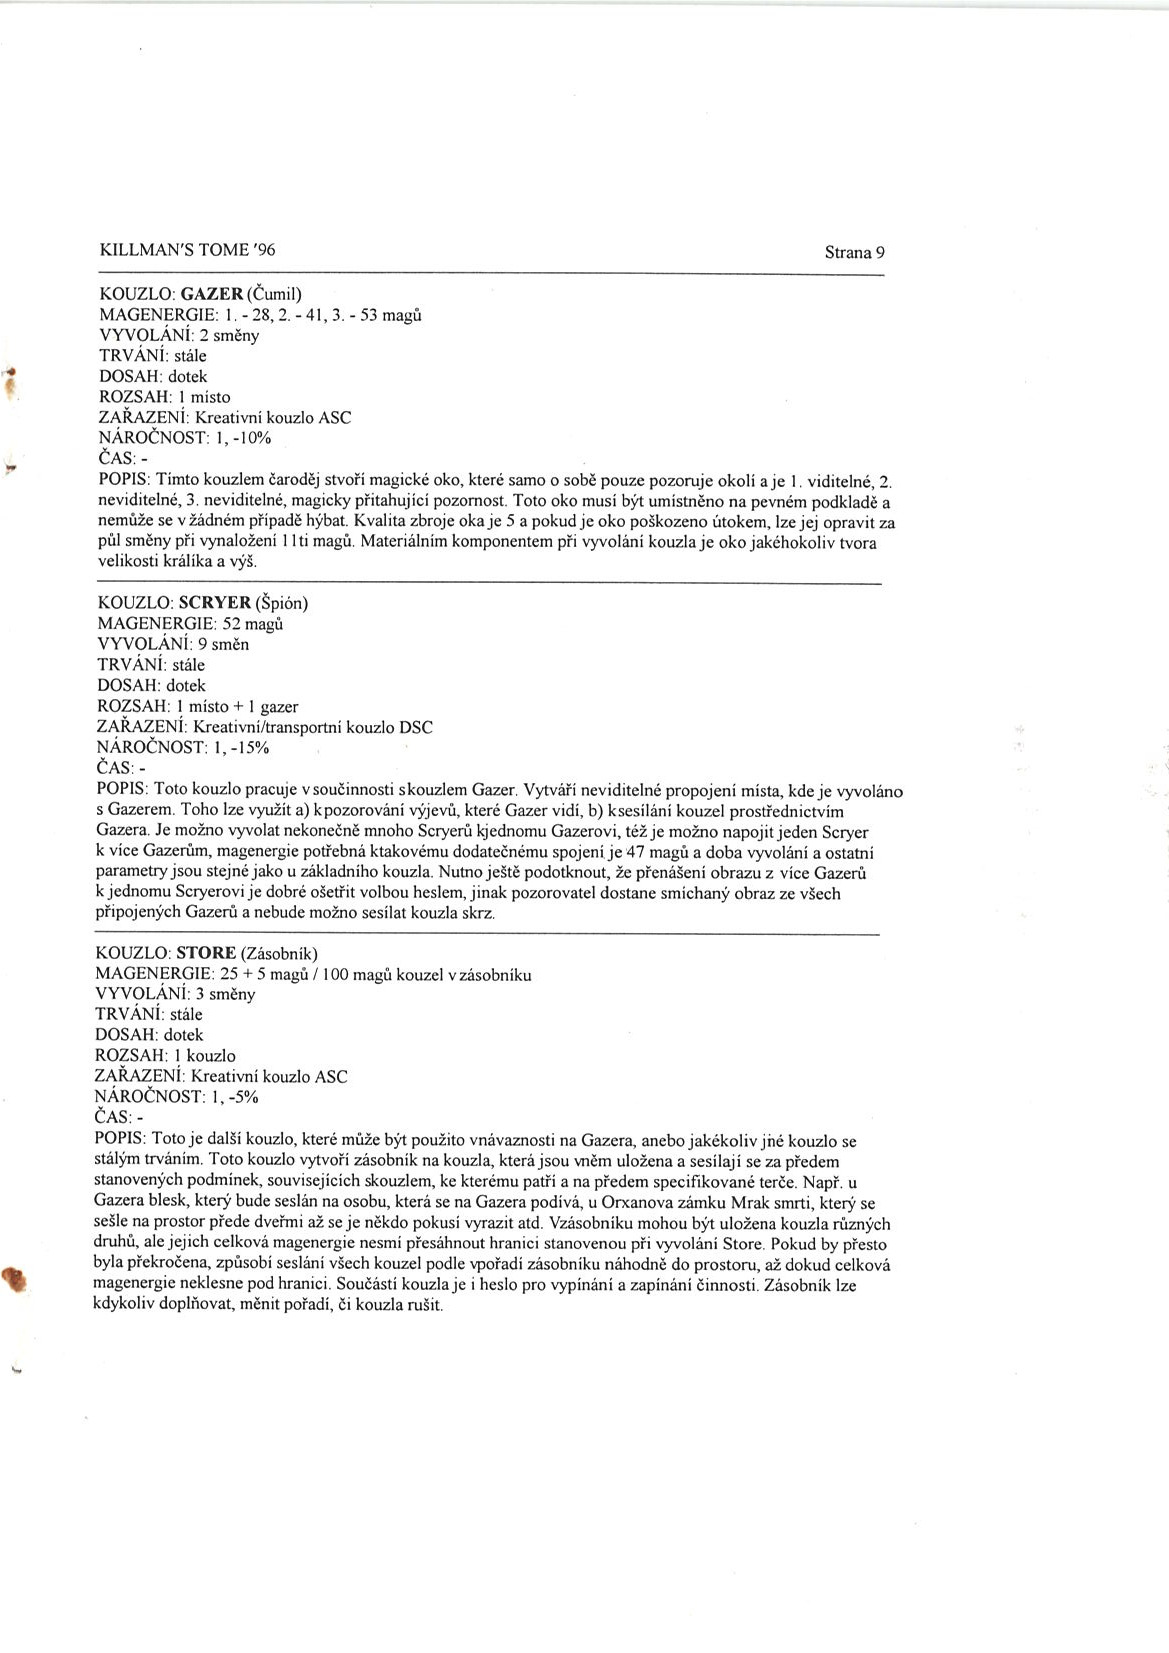 KILLMAN'S TOME '96
Strana 9
KOUZLO: GAZER (Čumil)
MAGENERGIE: 1. - 28, 2. - 41, 3. - 53 magů
VYVOLÁNÍ: 2 směny
TRVÁNÍ: stále
DOSAH: dotek
ROZSAH: 1 místo
ZAŘAZENÍ: Kreativní kouzlo ASC
NÁROČNOST: 1, -10%
ČAS: -
POPIS: Tímto kouzlem čaroděj stvoří magické oko, které samo o sobě pouze pozoruje okolí a je 1. viditelné, 2.
neviditelné, 3. neviditelné, magicky přitahující pozornost. Toto oko musí být umístněno na pevném podkladě a
nemůže se v žádném případě hýbat. Kvalita zbroje oka je 5 a pokud je oko poškozeno útokem, lze jej opravit za
půl směny při vynaložení 11ti magů. Materiálním komponentem při vyvolání kouzla je oko jakéhokoliv tvora
velikosti králíka a výš.
KOUZLO: SCRYER (Špión)
MAGENERGIE: 52 magů
VYVOLÁNÍ: 9 směn
TRVÁNÍ: stále
DOSAH: dotek
ROZSAH: 1 místo + 1 gazer
ZAŘAZENÍ: Kreativní/transportní kouzlo DSC
NÁROČNOST: 1, -15%
ČAS: -
POPIS: Toto kouzlo pracuje v součinnosti s kouzlem Gazer. Vytváří neviditelné propojení místa, kde je vyvoláno
s Gazerem. Toho lze využít a) k pozorování výjevů, které Gazer vidí, b) k sesílání kouzel prostřednictvím
Gazera. Je možno vyvolat nekonečně mnoho Scryerů k jednomu Gazerovi, též je možno napojit jeden Scryer
k více Gazerům, magenergie potřebná k takovému dodatečnému spojení je 47 magů a doba vyvolání a ostatní
parametry jsou stejné jako u základního kouzla. Nutno ještě podotknout, že přenášení obrazu z více Gazerů
k jednomu Scryerovi je dobré ošetřit volbou heslem, jinak pozorovatel dostane smíchaný obraz ze všech
připojených Gazerů a nebude možno sesílat kouzla skrz.
KOUZLO: STORE (Zásobník)
MAGENERGIE: 25 + 5 magů / 100 magů kouzel v zásobníku
VYVOLÁNÍ: 3 směny
TRVÁNÍ: stále
DOSAH: dotek
ROZSAH: 1 kouzlo
ZAŘAZENÍ: Kreativní kouzlo ASC
NÁROČNOST: 1, -5%
ČAS: -
POPIS: Toto je další kouzlo, které může být použito v návaznosti na Gazera, anebo jakékoliv jiné kouzlo se
stálým trváním. Toto kouzlo vytvoří zásobník na kouzla, která jsou v něm uložena a sesílají se za předem
stanovených podmínek, souvisejících s kouzlem, ke kterému patří a na předem specifikované terče. Např. u
Gazera blesk, který bude seslán na osobu, která se na Gazera podívá, u Orxanova zámku Mrak smrti, který se
sešle na prostor přede dveřmi až se je někdo pokusí vyrazit atd. V zásobníku mohou být uložena kouzla různých
druhů, ale jejich celková magenergie nesmí přesáhnout hranici stanovenou při vyvolání Store. Pokud by přesto
byla překročena, způsobí seslání všech kouzel podle v pořadí zásobníku náhodně do prostoru, až dokud celková
magenergie neklesne pod hranici. Součástí kouzla je i heslo pro vypínání a zapínání činnosti. Zásobník lze
kdykoliv doplňovat, měnit pořadí, či kouzla rušit.